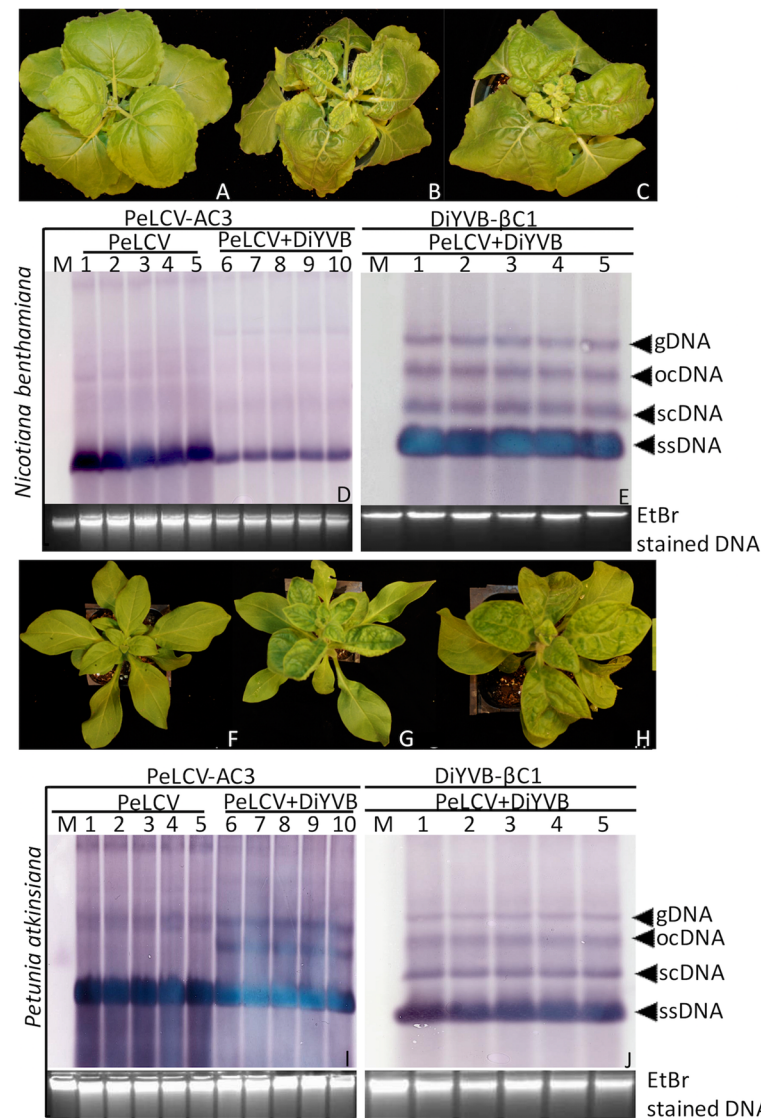 A B C
PeLCV-AC3 DiYVB-βC1
PeLCV PeLCV+DiYVB PeLCV+DiYVB
M 1 2 3 4 5 6 7 8 9 10 M 1 2 3 4 5
Nicotiana benthamiana
gDNA
ocDNA
scDNA
ssDNA
D E
EtBr
stained DNA
F G H
PeLCV-AC3 DiYVB-βC1
PeLCV PeLCV+DiYVB PeLCV+DiYVB
M 1 2 3 4 5 6 7 8 9 10 M 1 2 3 4 5
Petunia atkinsiana
gDNA
ocDNA
scDNA
ssDNA
I J
EtBr
stained DNA